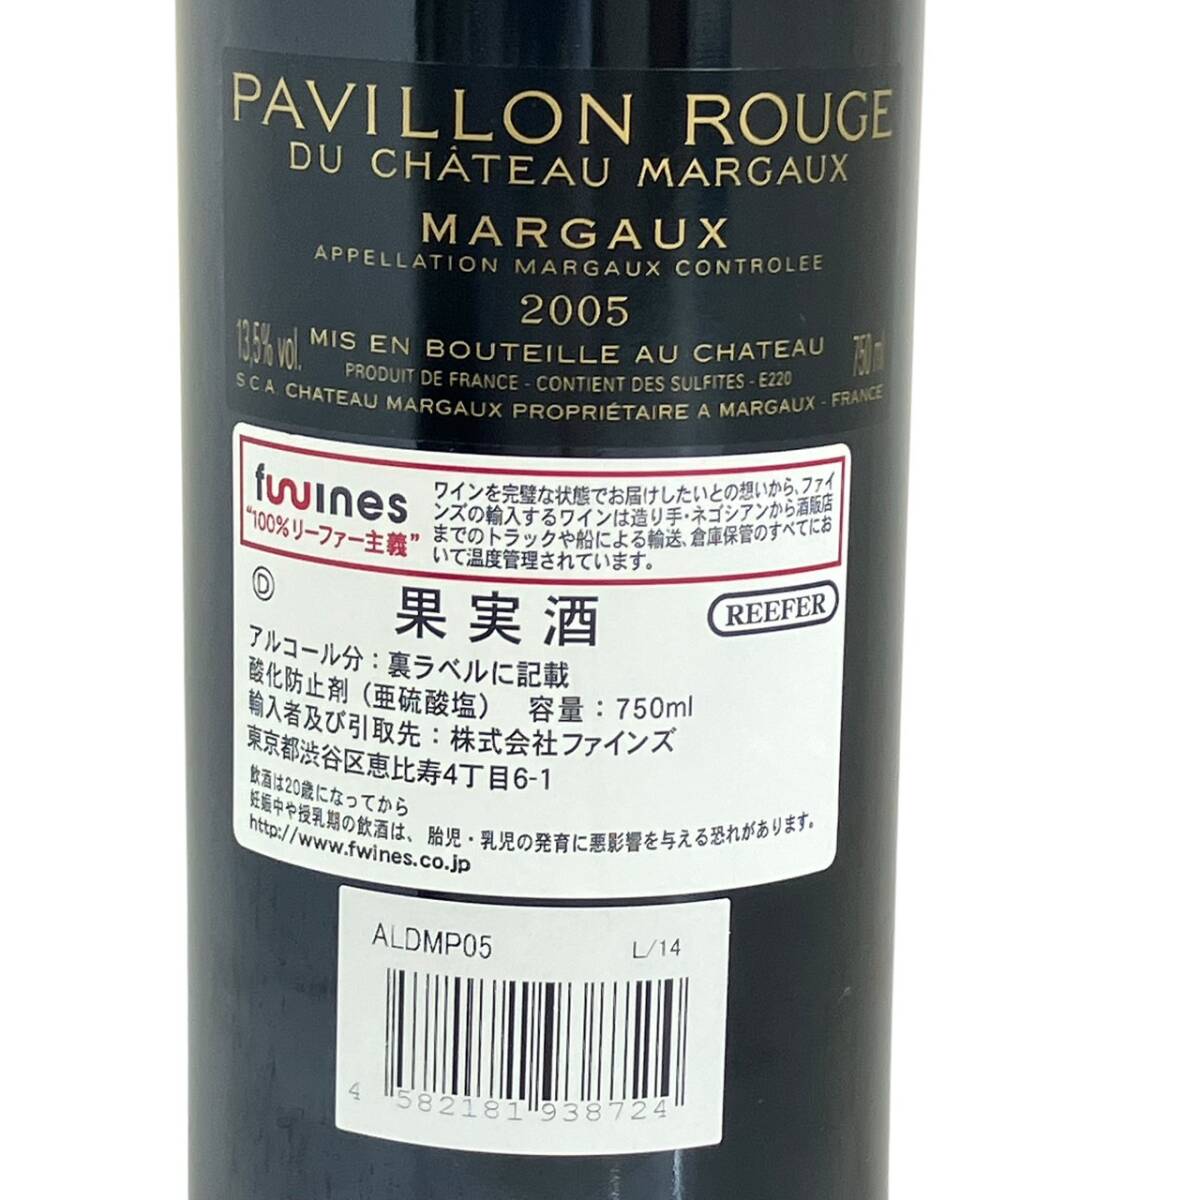 PAVILLON ROUGE
DU CHÂTEAU MARGAUX
MARGAUX
APPELLATION MARGAUX CONTROLEE
2005
13,5% vol.
MIS EN BOUTEILLE AU CHATEAU
750 ml
PRODUIT DE FRANCE - CONTIENT DES SULFITES - E220
S.C.A. CHATEAU MARGAUX PROPRIÉTAIRE A MARGAUX - FRANCE
fwines
"100%リーファー主義"
ワインを完璧な状態でお届けしたいとの想いから、ファイ
ンズの輸入するワインは造り手・ネゴシアンから酒販店
までのトラックや船による輸送、倉庫保管のすべてにお
いて温度管理されています。
D
果実酒
REEFER
アルコール分：裏ラベルに記載
酸化防止剤（亜硫酸塩） 容量：750ml
輸入者及び引取先：株式会社ファインズ
東京都渋谷区恵比寿4丁目6-1
飲酒は20歳になってから
妊娠中や授乳期の飲酒は、胎児・乳児の発育に悪影響を与える恐れがあります。
http://www.fwines.co.jp
ALDMP05 L/14
4 582181 938724